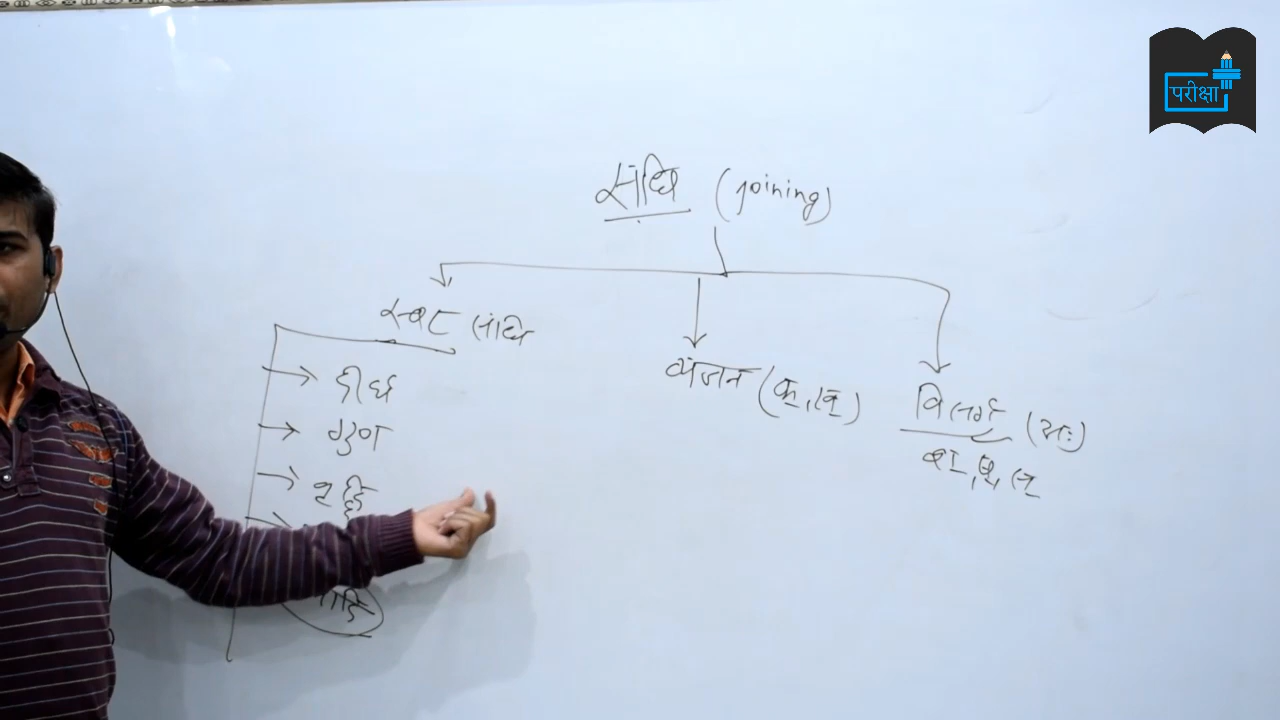 परीक्षा
संधि (joining)
स्वर संधि
व्यंजन (क्, ख्)
विसर्ग (अः)
श्, ष्, स्
दीर्घ
गुण
वृद्धि